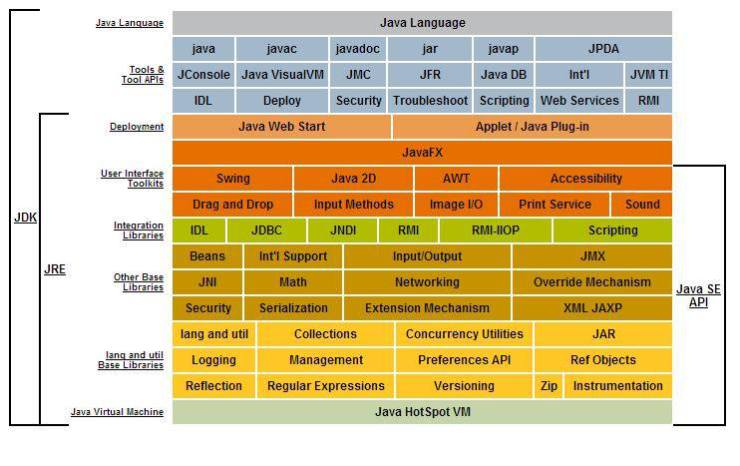 Java Language Java Language
java javac javadoc jar javap JPDA
Tools &
Tool APIs
JConsole Java VisualVM JMC JFR Java DB Int'l JVM TI
IDL Deploy Security Troubleshoot Scripting Web Services RMI
Deployment Java Web Start Applet / Java Plug-in
JavaFX
User Interface
Toolkits
Swing Java 2D AWT Accessibility
Drag and Drop Input Methods Image I/O Print Service Sound
Integration
Libraries
IDL JDBC JNDI RMI RMI-IIOP Scripting
JDK
JRE
Beans Int'l Support Input/Output JMX
Other Base
Libraries
JNI Math Networking Override Mechanism
Java SE
API
Security Serialization Extension Mechanism XML JAXP
lang and util Collections Concurrency Utilities JAR
lang and util
Base Libraries
Logging Management Preferences API Ref Objects
Reflection Regular Expressions Versioning Zip Instrumentation
Java Virtual Machine Java HotSpot VM